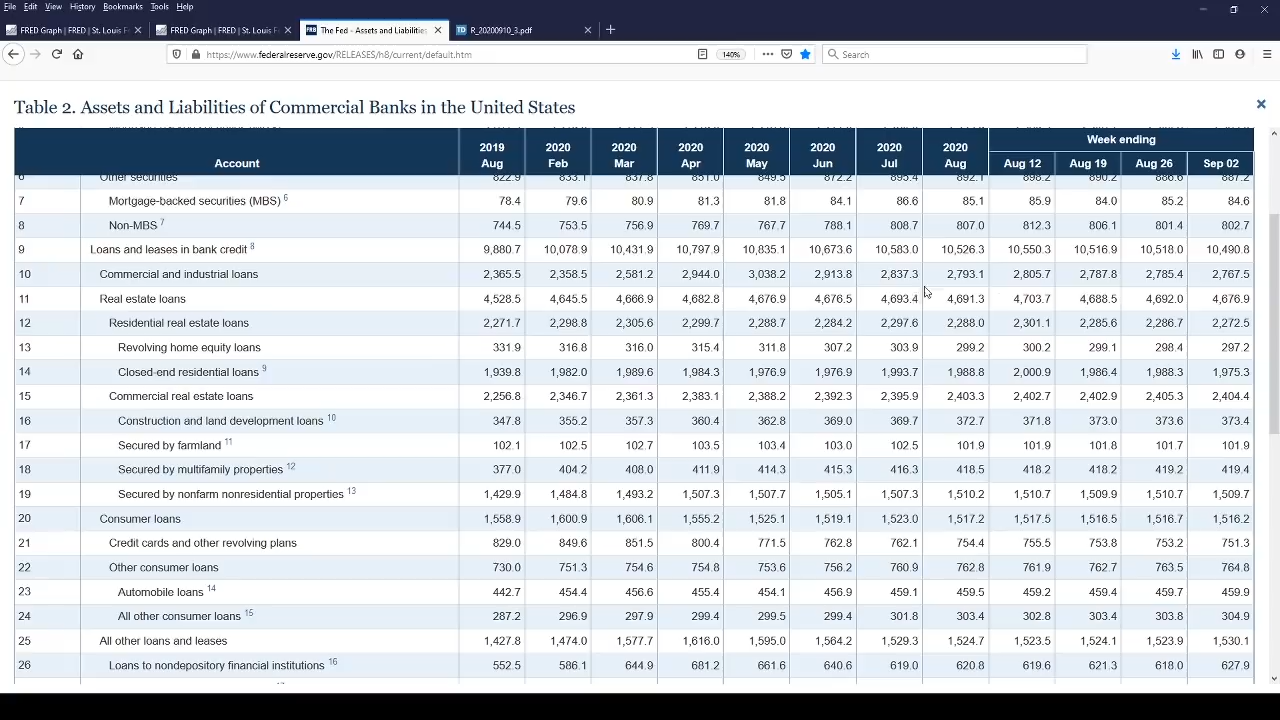 File Edit View History Bookmarks Tools Help
FRED Graph | FRED | St. Louis F FRED Graph | FRED | St. Louis F The Fed - Assets and Liabilities R_20200910_3.pdf
https://www.federalreserve.gov/RELEASES/h8/current/default.htm 140% Search
Table 2. Assets and Liabilities of Commercial Banks in the United States
Account 2019 Aug 2020 Feb 2020 Mar 2020 Apr 2020 May 2020 Jun 2020 Jul 2020 Aug Week ending Aug 12 Aug 19 Aug 26 Sep 02
6 Other securities 822.9 833.1 837.8 851.0 849.5 872.2 895.4 892.1 898.2 890.2 886.6 887.2
7 Mortgage-backed securities (MBS) 6 78.4 79.6 80.9 81.3 81.8 84.1 86.6 85.1 85.9 84.0 85.2 84.6
8 Non-MBS 7 744.5 753.5 756.9 769.7 767.8 788.1 808.7 807.0 812.3 806.1 801.4 802.7
9 Loans and leases in bank credit 8 9,880.7 10,078.9 10,431.9 10,797.9 10,835.1 10,673.6 10,583.0 10,526.3 10,550.3 10,516.9 10,518.0 10,490.8
10 Commercial and industrial loans 2,365.5 2,358.5 2,581.2 2,944.0 3,038.2 2,913.8 2,837.3 2,793.1 2,805.7 2,787.8 2,785.4 2,767.5
11 Real estate loans 4,528.5 4,645.5 4,666.9 4,682.8 4,676.9 4,676.5 4,693.4 4,691.3 4,703.7 4,688.5 4,692.0 4,676.9
12 Residential real estate loans 2,271.7 2,298.8 2,305.6 2,299.7 2,288.7 2,284.2 2,297.6 2,288.0 2,301.1 2,285.6 2,286.7 2,272.5
13 Revolving home equity loans 331.9 316.8 316.0 315.4 311.8 307.2 303.9 299.2 300.2 299.1 298.4 297.2
14 Closed-end residential loans 9 1,939.8 1,982.0 1,989.6 1,984.3 1,976.9 1,976.9 1,993.7 1,988.8 2,000.9 1,986.4 1,988.3 1,975.3
15 Commercial real estate loans 2,256.8 2,346.7 2,361.3 2,383.1 2,388.2 2,392.3 2,395.9 2,403.3 2,402.7 2,402.9 2,405.3 2,404.4
16 Construction and land development loans 10 347.8 355.2 357.3 360.4 362.8 369.0 369.7 372.7 371.8 373.0 373.6 373.4
17 Secured by farmland 11 102.1 102.5 102.7 103.5 103.4 103.0 102.5 101.9 101.9 101.8 101.7 101.9
18 Secured by multifamily properties 12 377.0 404.2 408.0 411.9 414.3 415.3 416.3 418.5 418.2 418.2 419.2 419.4
19 Secured by nonfarm nonresidential properties 13 1,429.9 1,484.8 1,493.2 1,507.3 1,507.7 1,505.1 1,507.3 1,510.2 1,510.7 1,509.9 1,510.7 1,509.7
20 Consumer loans 1,558.9 1,600.9 1,606.1 1,555.2 1,525.1 1,519.1 1,523.0 1,517.2 1,517.5 1,516.5 1,516.7 1,516.2
21 Credit cards and other revolving plans 829.0 849.6 851.5 800.4 771.5 762.8 762.1 754.4 755.5 753.8 753.2 751.3
22 Other consumer loans 730.0 751.3 754.6 754.8 753.6 756.2 760.9 762.8 761.9 762.7 763.5 764.8
23 Automobile loans 14 442.7 454.4 456.6 455.4 454.1 456.9 459.1 459.5 459.2 459.4 459.7 459.9
24 All other consumer loans 15 287.2 296.9 297.9 299.4 299.5 299.4 301.8 303.4 302.8 303.4 303.8 304.9
25 All other loans and leases 1,427.8 1,474.0 1,577.7 1,616.0 1,595.0 1,564.2 1,529.3 1,524.7 1,523.5 1,524.1 1,523.9 1,530.1
26 Loans to nondepository financial institutions 16 552.5 586.1 644.9 681.2 661.6 640.6 619.0 620.8 619.6 621.3 618.0 627.9